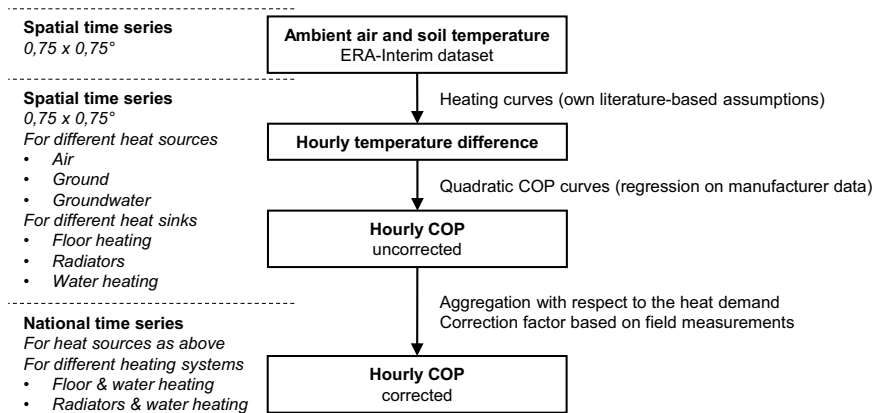 Spatial time series
0,75 x 0,75°
Ambient air and soil temperature
ERA-Interim dataset
Heating curves (own literature-based assumptions)
Spatial time series
0,75 x 0,75°
For different heat sources
• Air
• Ground
• Groundwater
For different heat sinks
• Floor heating
• Radiators
• Water heating
Hourly temperature difference
Quadratic COP curves (regression on manufacturer data)
Hourly COP
uncorrected
Aggregation with respect to the heat demand
Correction factor based on field measurements
National time series
For heat sources as above
For different heating systems
• Floor & water heating
• Radiators & water heating
Hourly COP
corrected